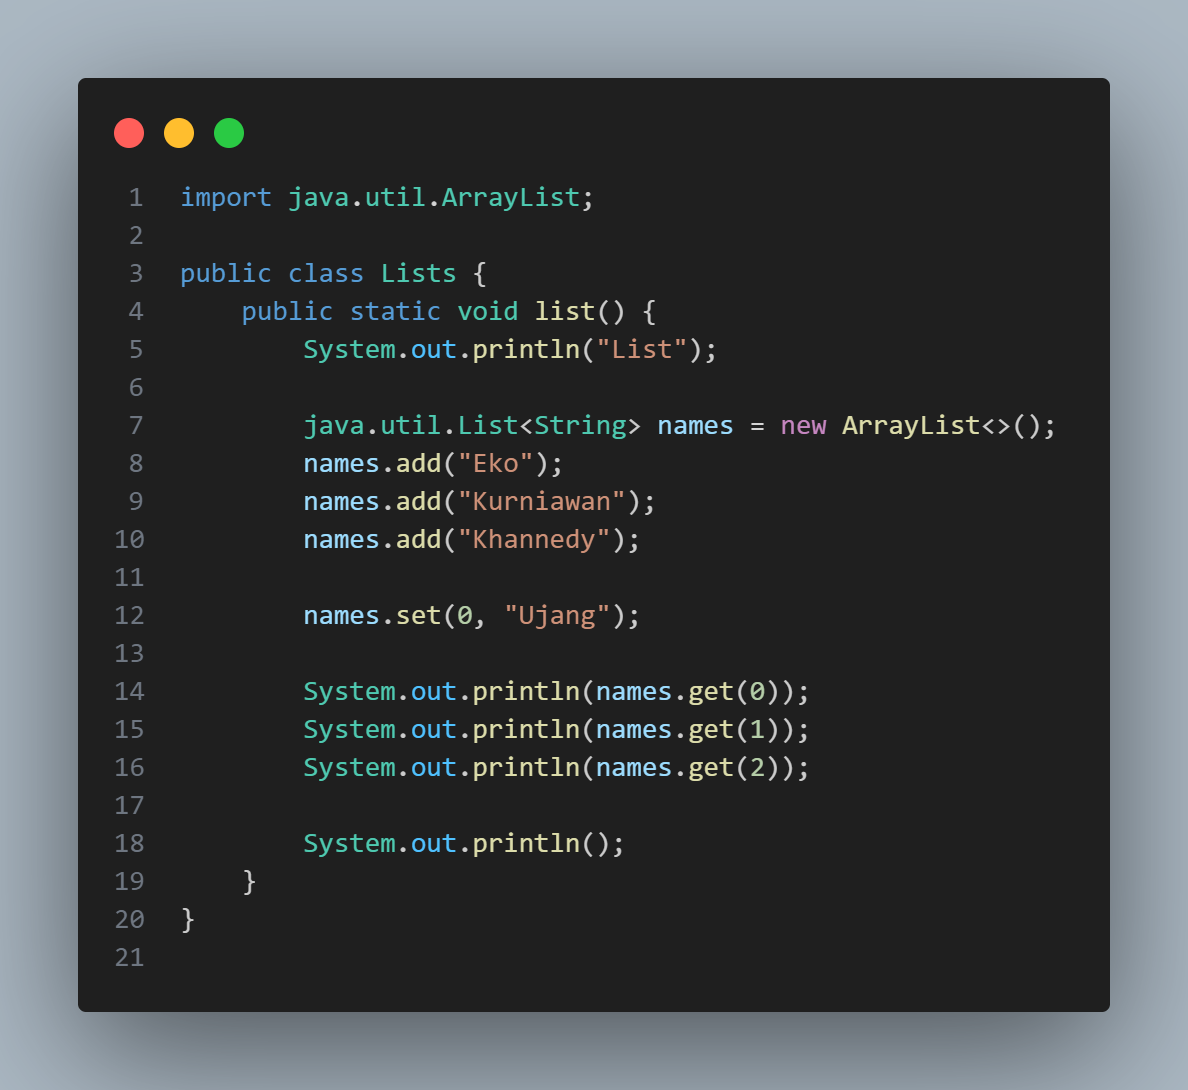 1 import java.util.ArrayList;
2
3 public class Lists {
4     public static void list() {
5         System.out.println("List");
6
7         java.util.List<String> names = new ArrayList<>();
8         names.add("Eko");
9         names.add("Kurniawan");
10         names.add("Khannedy");
11
12         names.set(0, "Ujang");
13
14         System.out.println(names.get(0));
15         System.out.println(names.get(1));
16         System.out.println(names.get(2));
17
18         System.out.println();
19     }
20 }
21